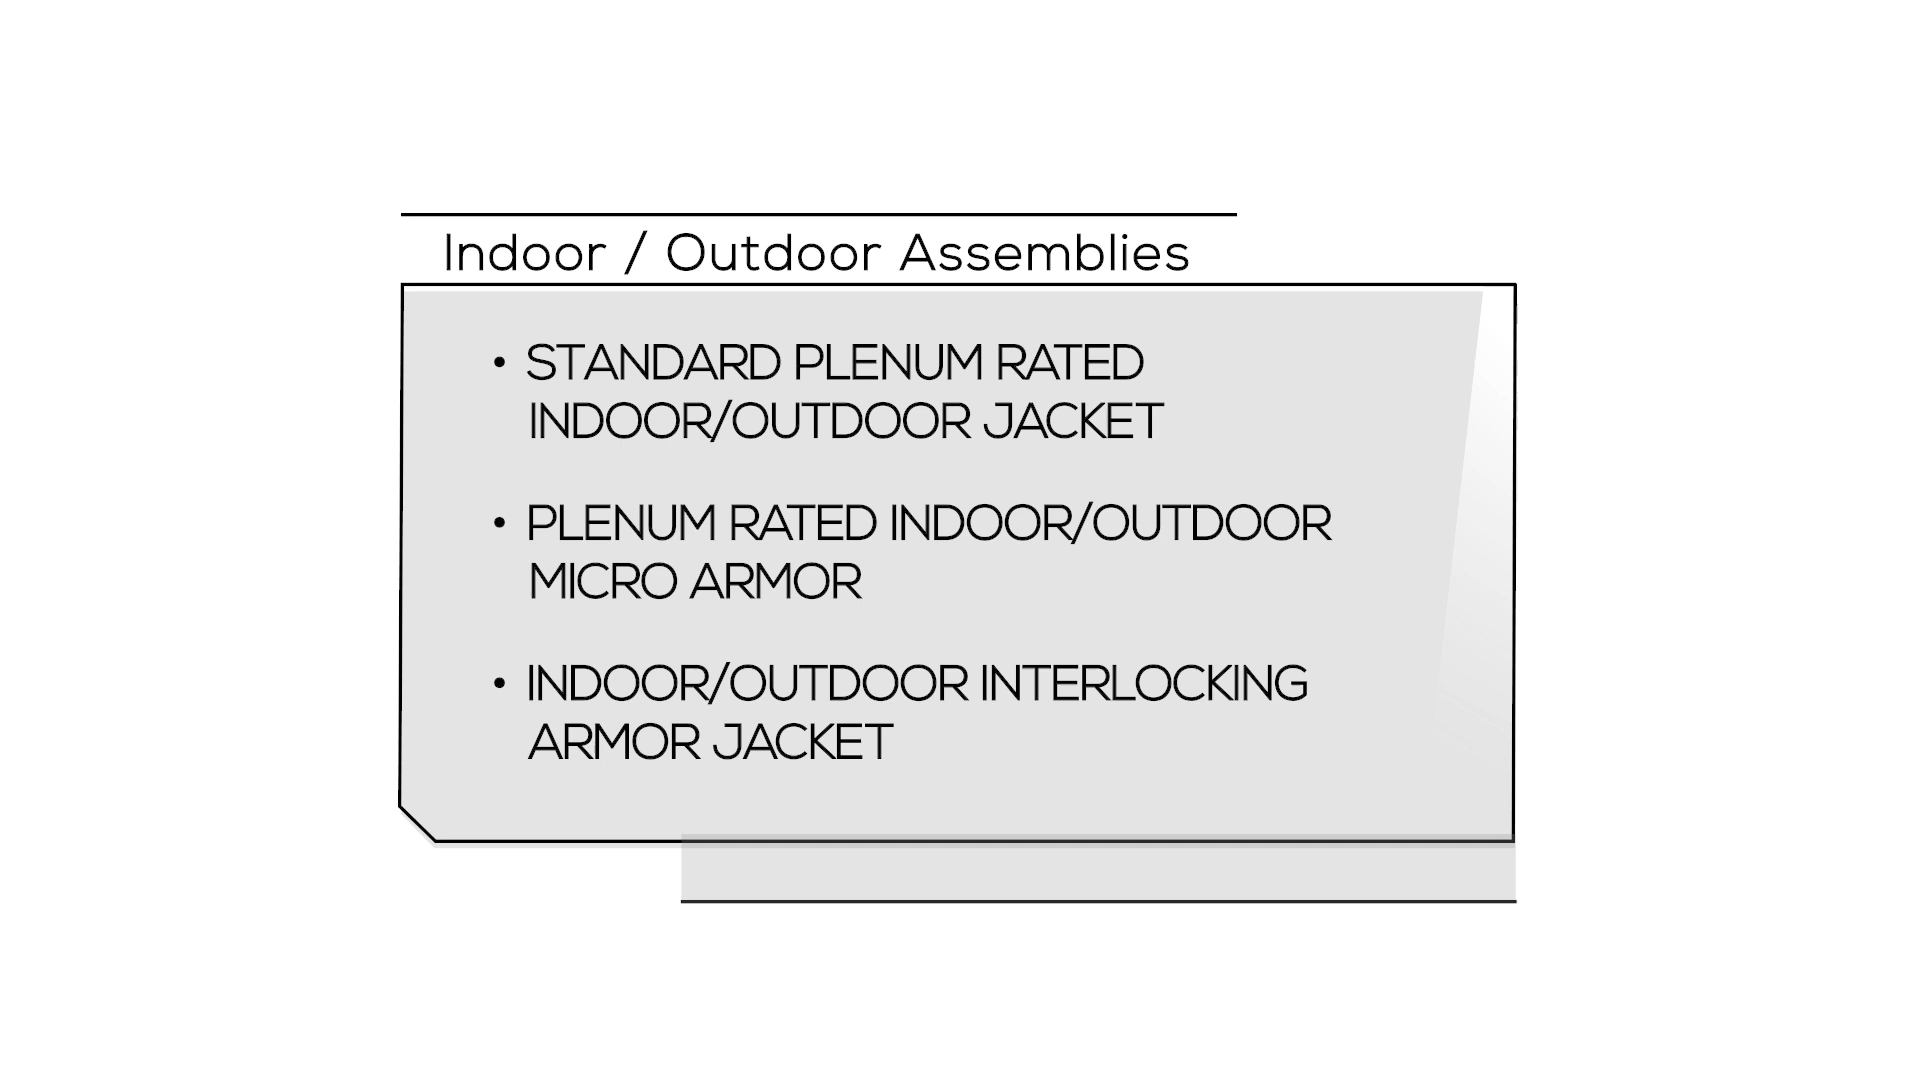 Indoor / Outdoor Assemblies
• STANDARD PLENUM RATED
INDOOR/OUTDOOR JACKET
• PLENUM RATED INDOOR/OUTDOOR
MICRO ARMOR
• INDOOR/OUTDOOR INTERLOCKING
ARMOR JACKET